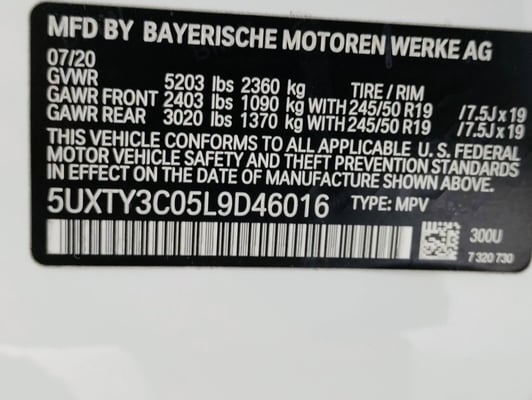 MFD BY BAYERISCHE MOTOREN WERKE AG
07/20
GVWR 5203 lbs 2360 kg TIRE / RIM
GAWR FRONT 2403 lbs 1090 kg WITH 245/50 R19 /7.5J x 19
GAWR REAR 3020 lbs 1370 kg WITH 245/50 R19 /7.5J x 19
THIS VEHICLE CONFORMS TO ALL APPLICABLE U. S. FEDERAL
MOTOR VEHICLE SAFETY AND THEFT PREVENTION STANDARDS
IN EFFECT ON THE DATE OF MANUFACTURE SHOWN ABOVE.
5UXTY3C05L9D46016 TYPE: MPV
300U
7 320 730